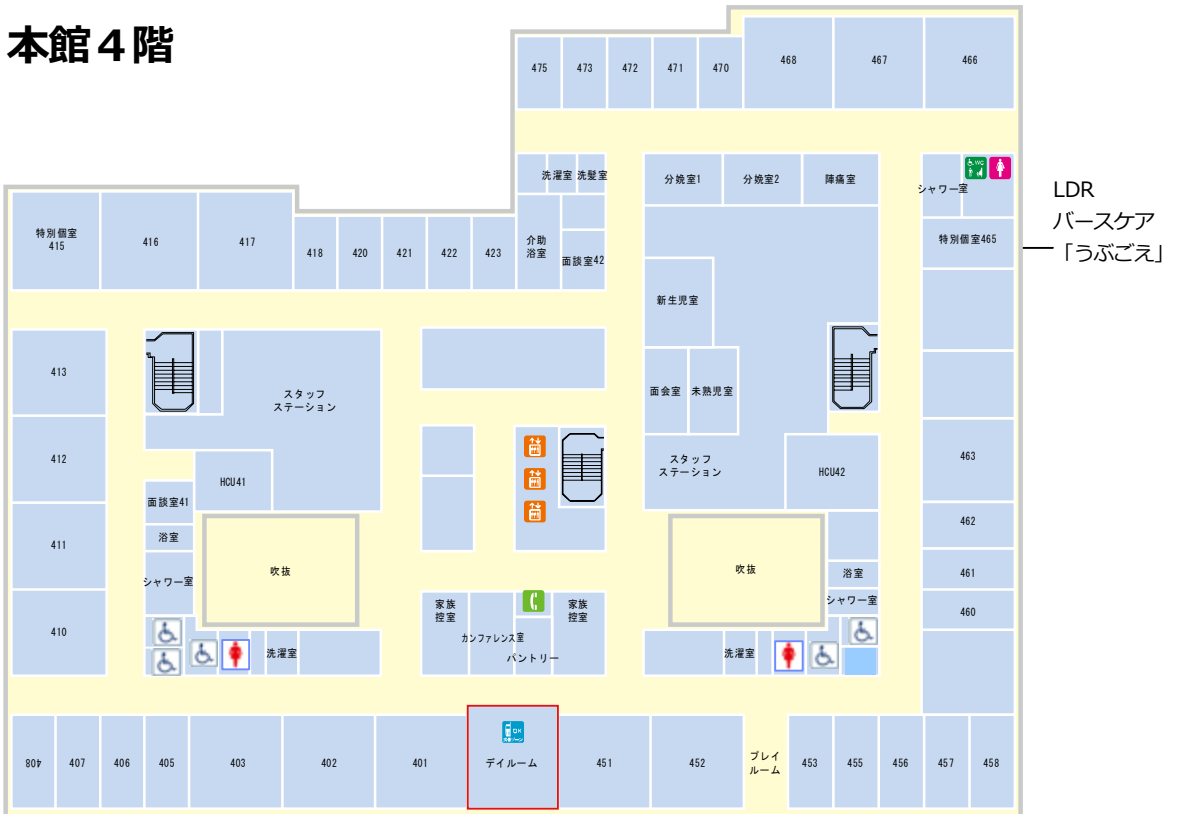 本館４階
475
473
472
471
470
468
467
466
洗濯室
洗髪室
分娩室1
分娩室2
陣痛室
シャワー室
WC
LDR
バースケア
「うぶごえ」
特別個室
415
416
417
418
420
421
422
423
介助
浴室
面談室42
特別個室465
新生児室
413
スタッフ
ステーション
面会室
未熟児室
412
HCU41
スタッフ
ステーション
HCU42
463
面談室41
462
411
浴室
吹抜
吹抜
浴室
461
シャワー室
シャワー室
460
410
家族
控室
カンファレンス室
パントリー
家族
控室
洗濯室
洗濯室
408
407
406
405
403
402
401
OK
デイルーム
451
452
プレイ
ルーム
453
455
456
457
458